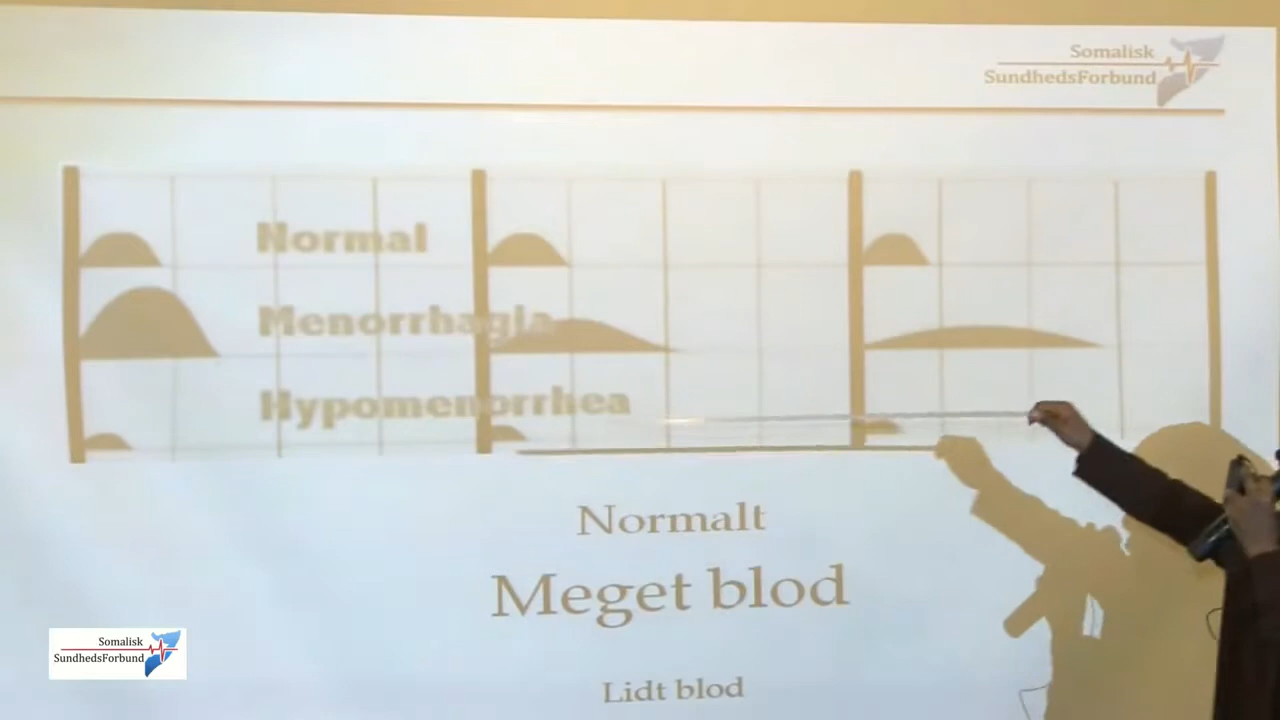 Somalisk
SundhedsForbund
Normal
Menorrhagia
Hypomenorrhea
Normalt
Meget blod
Lidt blod
Somalisk
SundhedsForbund